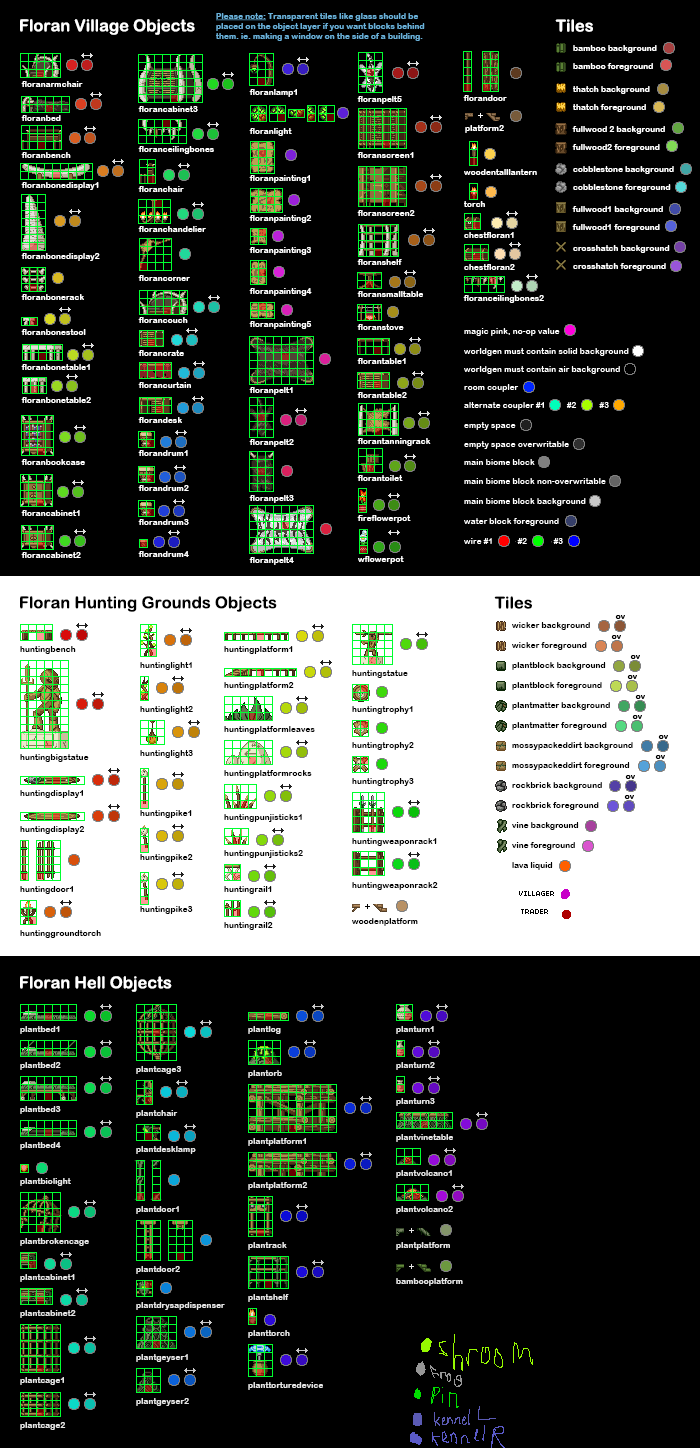 Floran Village Objects
Please note: Transparent tiles like glass should be
placed on the object layer if you want blocks behind
them. ie. making a window on the side of a building.
floranarmchair
floranbed
floranbench
floranbonedisplay1
floranbonedisplay2
floranbonerack
floranbonestool
floranbonetable1
floranbonetable2
floranbookcase
florancabinet1
florancabinet2
florancabinet3
floranceilingbones
floranchair
floranchandelier
florancorner
florancouch
florancrate
florancurtain
florandesk
florandrum1
florandrum2
florandrum3
florandrum4
floranlamp1
floranlight
floranpainting1
floranpainting2
floranpainting3
floranpainting4
floranpainting5
floranpelt1
floranpelt2
floranpelt3
floranpelt4
floranpelt5
floranscreen1
floranscreen2
floranshelf
floransmalltable
floranstove
florantable1
florantable2
florantanningrack
florantoilet
fireflowerpot
wflowerpot
florandoor
platform2
woodentalllantern
torch
chestfloran1
chestfloran2
floranceilingbones2
Tiles
bamboo background
bamboo foreground
thatch background
thatch foreground
fullwood 2 background
fullwood2 foreground
cobblestone background
cobblestone foreground
fullwood1 background
fullwood1 foreground
crosshatch background
crosshatch foreground
magic pink, no-op value
worldgen must contain solid background
worldgen must contain air background
room coupler
alternate coupler #1 #2 #3
empty space
empty space overwritable
main biome block
main biome block non-overwritable
main biome block background
water block foreground
wire #1 #2 #3
Floran Hunting Grounds Objects
huntingbench
huntingbigstatue
huntingdisplay1
huntingdisplay2
huntingdoor1
huntinggroundtorch
huntinglight1
huntinglight2
huntinglight3
huntingpike1
huntingpike2
huntingpike3
huntingplatform1
huntingplatform2
huntingplatformleaves
huntingplatformrocks
huntingpunjisticks1
huntingpunjisticks2
huntingrail1
huntingrail2
huntingstatue
huntingtrophy1
huntingtrophy2
huntingtrophy3
huntingweaponrack1
huntingweaponrack2
woodenplatform
Tiles
OV
wicker background
wicker foreground
OV
plantblock background
plantblock foreground
OV
plantmatter background
plantmatter foreground
OV
mossypackeddirt background
OV
mossypackeddirt foreground
OV
rockbrick background
OV
rockbrick foreground
vine background
vine foreground
lava liquid
VILLAGER
TRADER
Floran Hell Objects
plantbed1
plantbed2
plantbed3
plantbed4
plantbiolight
plantbrokencage
plantcabinet1
plantcabinet2
plantcage1
plantcage2
plantcage3
plantchair
plantdesklamp
plantdoor1
plantdoor2
plantdrysapdispenser
plantgeyser1
plantgeyser2
plantlog
plantorb
plantplatform1
plantplatform2
plantrack
plantshelf
planttorch
planttorturedevice
planturn1
planturn2
planturn3
plantvinetable
plantvolcano1
plantvolcano2
plantplatform
bambooplatform
shroom
frog
Pin
kennel L
kennel R